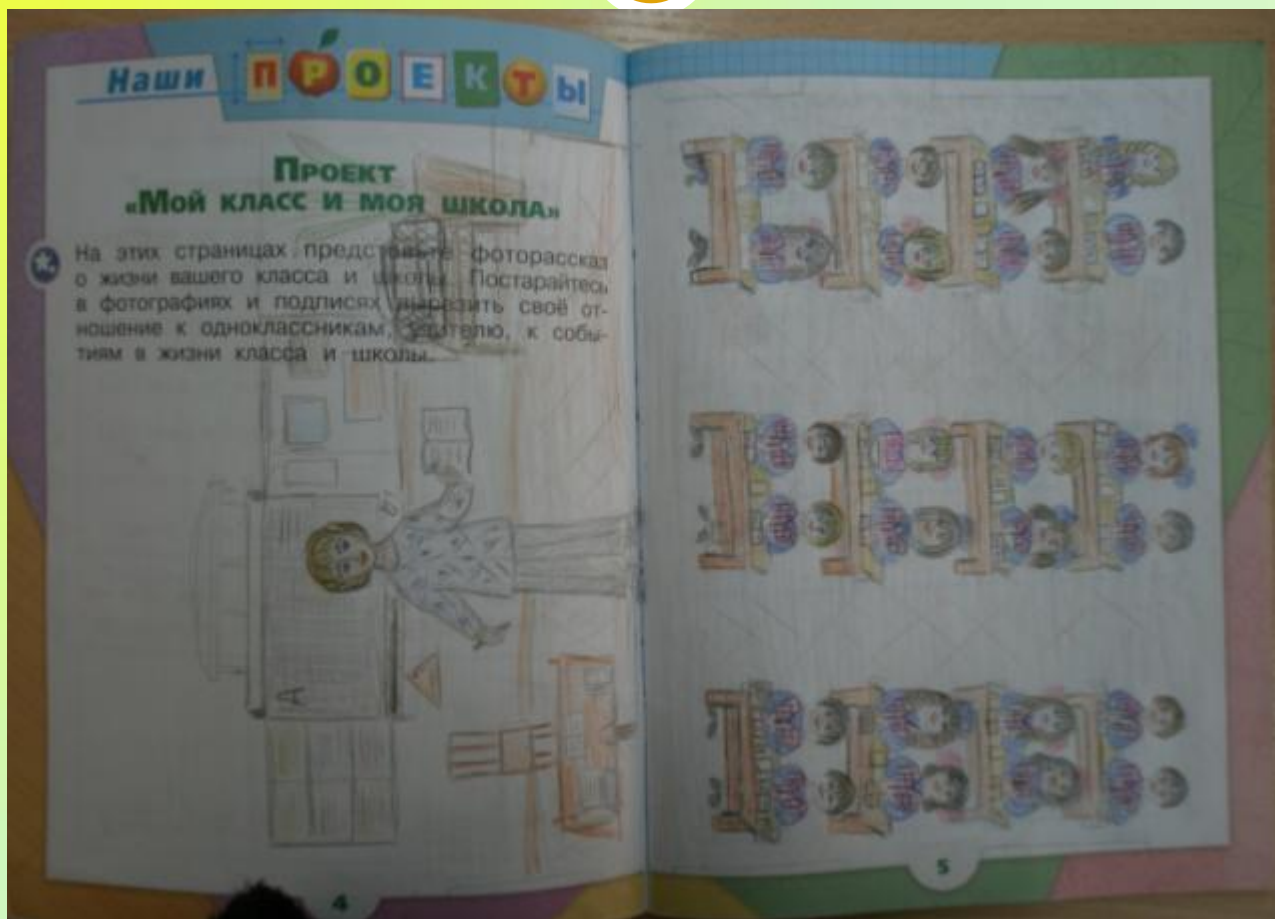 Наши ПРОЕКТЫ
ПРОЕКТ
«МОЙ КЛАСС И МОЯ ШКОЛА»
На этих страницах представьте фоторассказ
о жизни вашего класса и школы. Постарайтесь
в фотографиях и подписях выразить своё от-
ношение к одноклассникам, учителю, к собы-
тиям в жизни класса и школы.
А
4
5